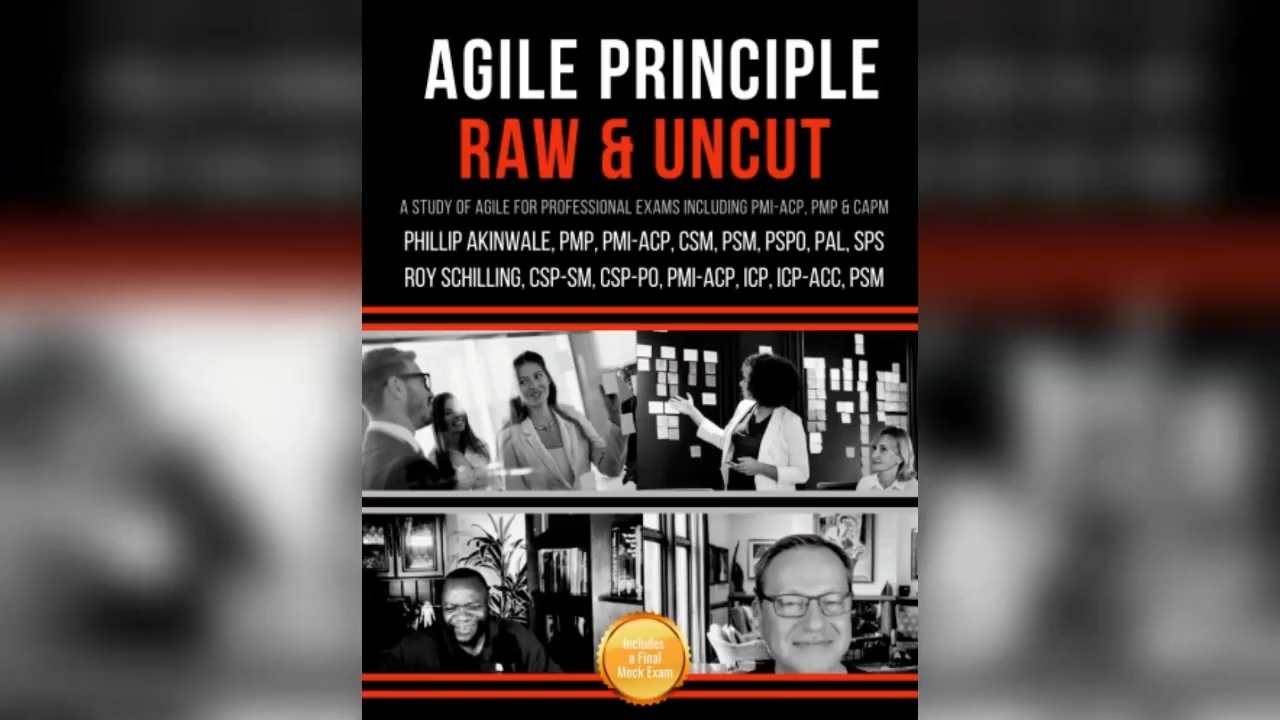 AGILE PRINCIPLE
RAW & UNCUT
A STUDY OF AGILE FOR PROFESSIONAL EXAMS INCLUDING PMI-ACP, PMP & CAPM
PHILLIP AKINWALE, PMP, PMI-ACP, CSM, PSM, PSPO, PAL, SPS
ROY SCHILLING, CSP-SM, CSP-PO, PMI-ACP, ICP, ICP-ACC, PSM
Includes
a Final
Mock Exam